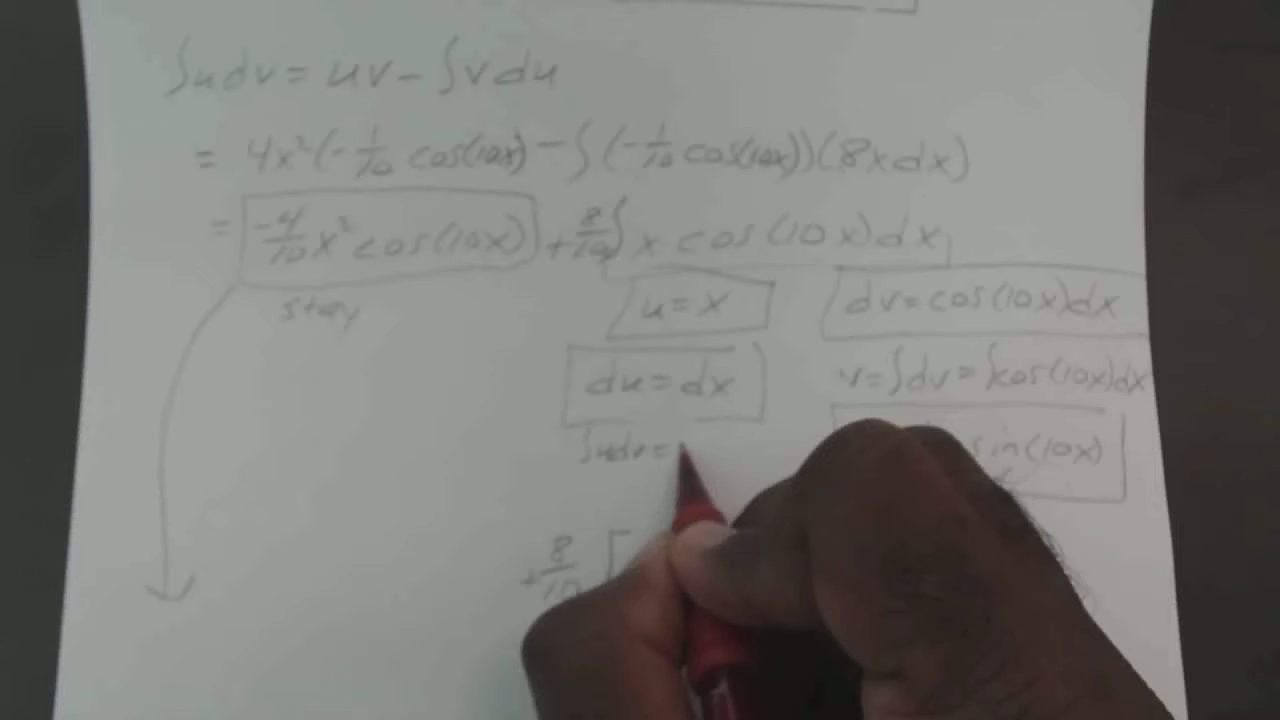 ∫udv = uv - ∫vdu
= 4x²(-1/10 cos(10x) - ∫(-1/10 cos(10x))(8xdx)
= -4/10 x² cos(10x) + 8/10 ∫ x cos(10x)dx
u = x dv = cos(10x)dx
stay
du = dx v = ∫dv = ∫cos(10x)dx
∫udv = sin(10x)
+ 8/10 [